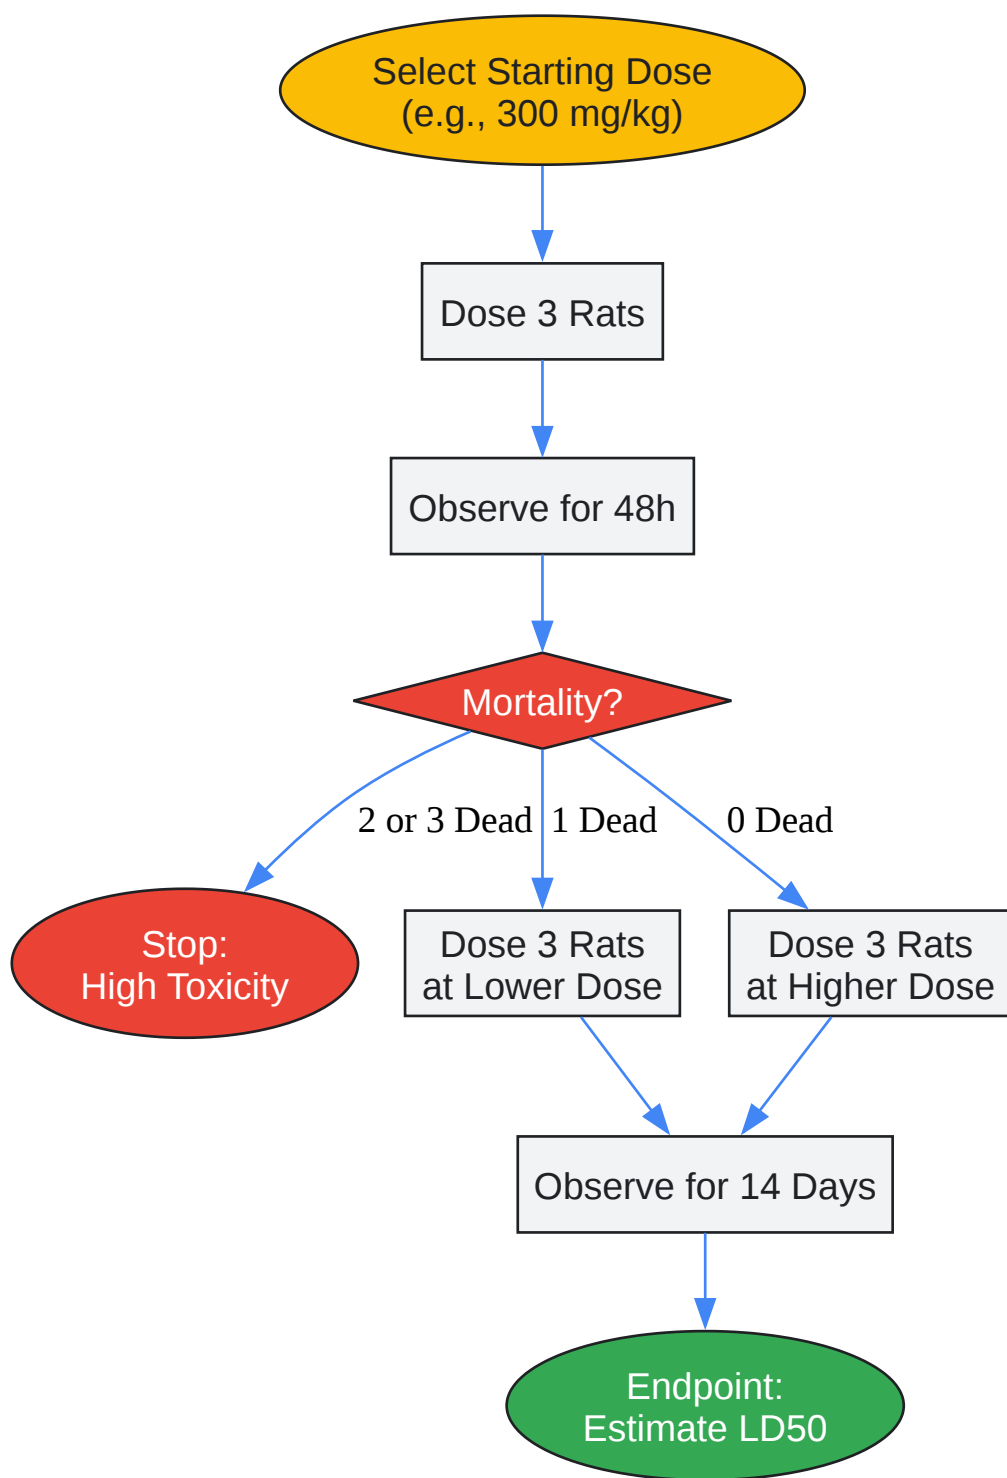 Select Starting Dose
(e.g., 300 mg/kg)
Dose 3 Rats
Observe for 48h
Mortality?
2 or 3 Dead
1 Dead
0 Dead
Stop:
High Toxicity
Dose 3 Rats
at Lower Dose
Dose 3 Rats
at Higher Dose
Observe for 14 Days
Endpoint:
Estimate LD50